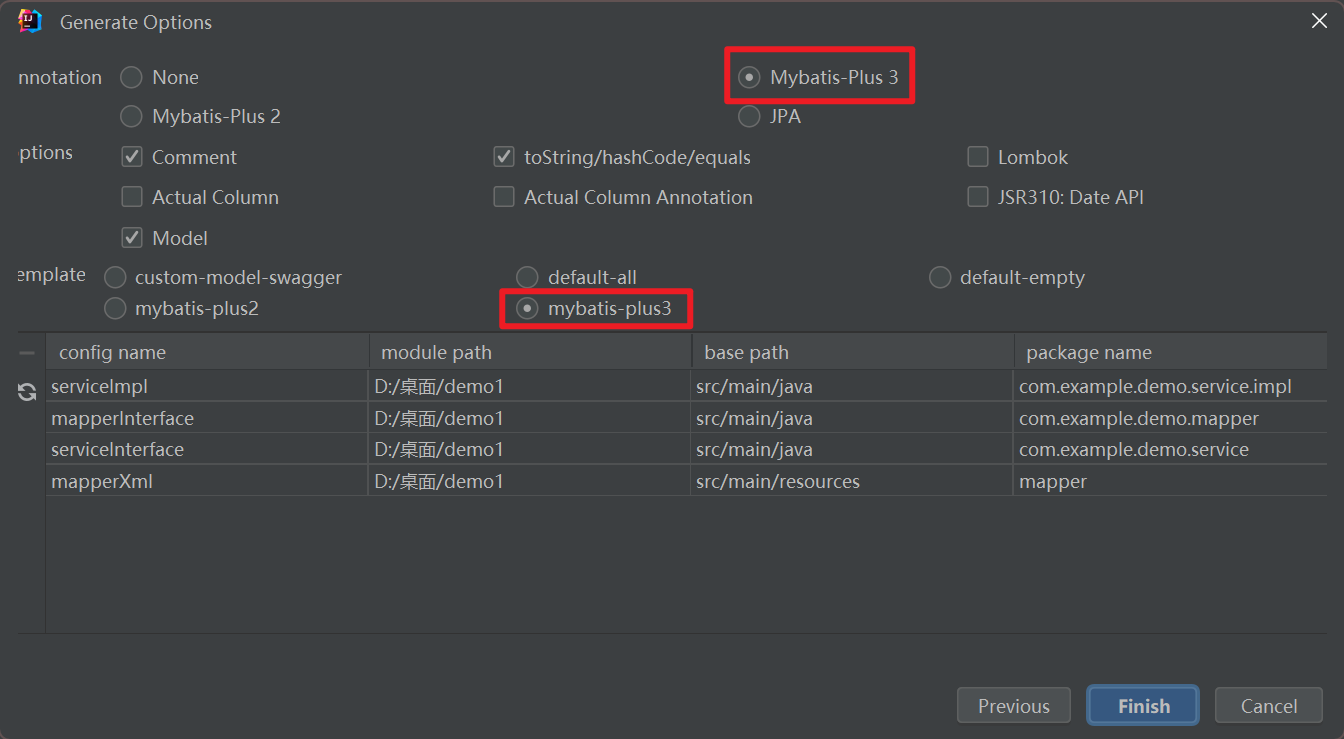 Generate Options
nnotation None Mybatis-Plus 3
Mybatis-Plus 2 JPA
ptions Comment toString/hashCode/equals Lombok
Actual Column Actual Column Annotation JSR310: Date API
Model
emplate custom-model-swagger default-all default-empty
mybatis-plus2 mybatis-plus3
config name module path base path package name
serviceImpl D:/桌面/demo1 src/main/java com.example.demo.service.impl
mapperInterface D:/桌面/demo1 src/main/java com.example.demo.mapper
serviceInterface D:/桌面/demo1 src/main/java com.example.demo.service
mapperXml D:/桌面/demo1 src/main/resources mapper
Previous Finish Cancel